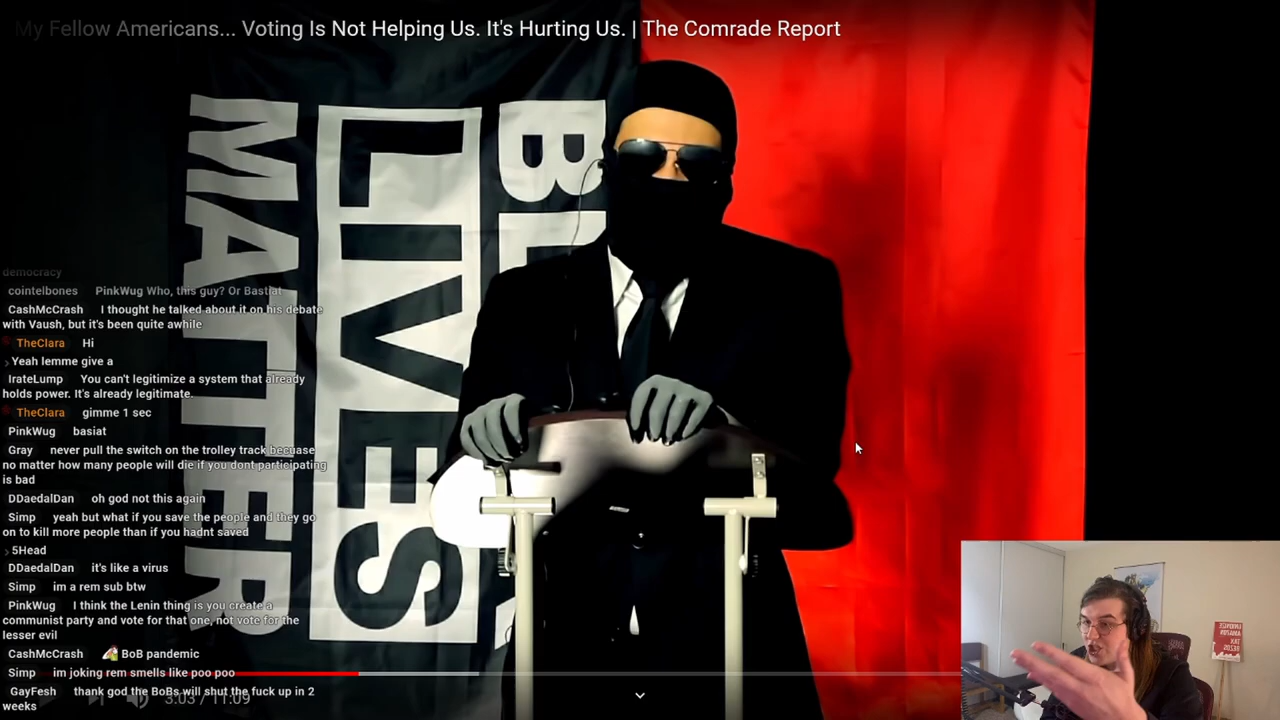 My Fellow Americans... Voting Is Not Helping Us. It's Hurting Us. | The Comrade Report
BLA
LIVES
MATTER
democracy
cointelbones PinkWug Who, this guy? Or Bastiat
CashMcCrash I thought he talked about it on his debate
with Vaush, but it's been quite awhile
TheClara Hi
Yeah lemme give a
IrateLump You can't legitimize a system that already
holds power. It's already legitimate.
TheClara gimme 1 sec
PinkWug basiat
Gray never pull the switch on the trolley track becuase
no matter how many people will die if you dont participating
is bad
DDaedalDan oh god not this again
Simp yeah but what if you save the people and they go
on to kill more people than if you hadnt saved
5Head
DDaedalDan it's like a virus
Simp im a rem sub btw
PinkWug I think the Lenin thing is you create a
communist party and vote for that one, not vote for the
lesser evil
CashMcCrash BoB pandemic
Simp im joking rem smells like poo poo
GayFesh thank god the BoBs will shut the fuck up in 2
weeks
3:03 / 11:09